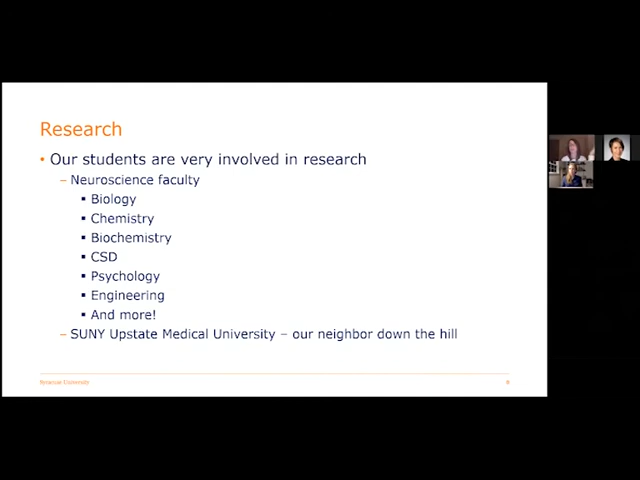 Research
• Our students are very involved in research
– Neuroscience faculty
▪ Biology
▪ Chemistry
▪ Biochemistry
▪ CSD
▪ Psychology
▪ Engineering
▪ And more!
– SUNY Upstate Medical University – our neighbor down the hill
Syracuse University